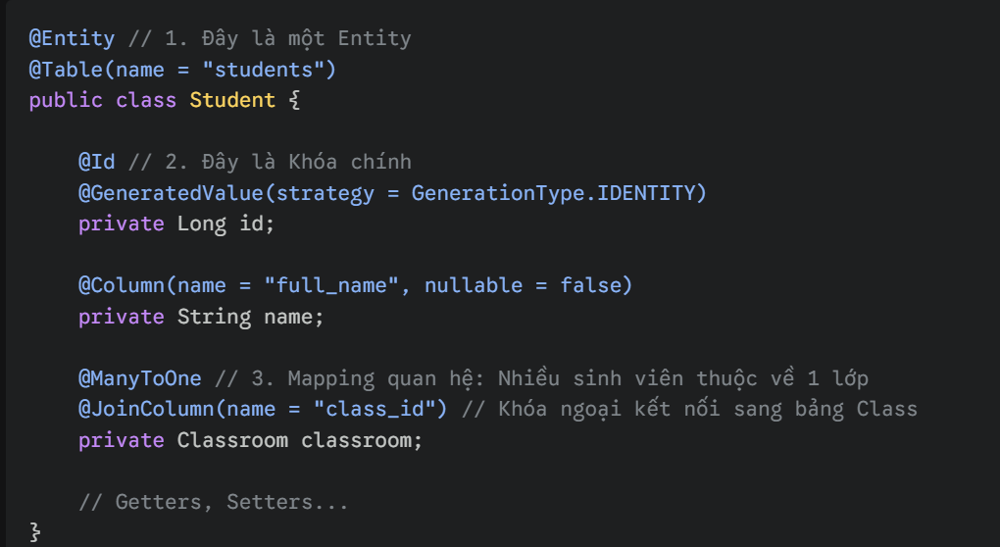 @Entity // 1. Đây là một Entity
@Table(name = "students")
public class Student {
@Id // 2. Đây là Khóa chính
@GeneratedValue(strategy = GenerationType.IDENTITY)
private Long id;
@Column(name = "full_name", nullable = false)
private String name;
@ManyToOne // 3. Mapping quan hệ: Nhiều sinh viên thuộc về 1 lớp
@JoinColumn(name = "class_id") // Khóa ngoại kết nối sang bảng Class
private Classroom classroom;
// Getters, Setters...
}